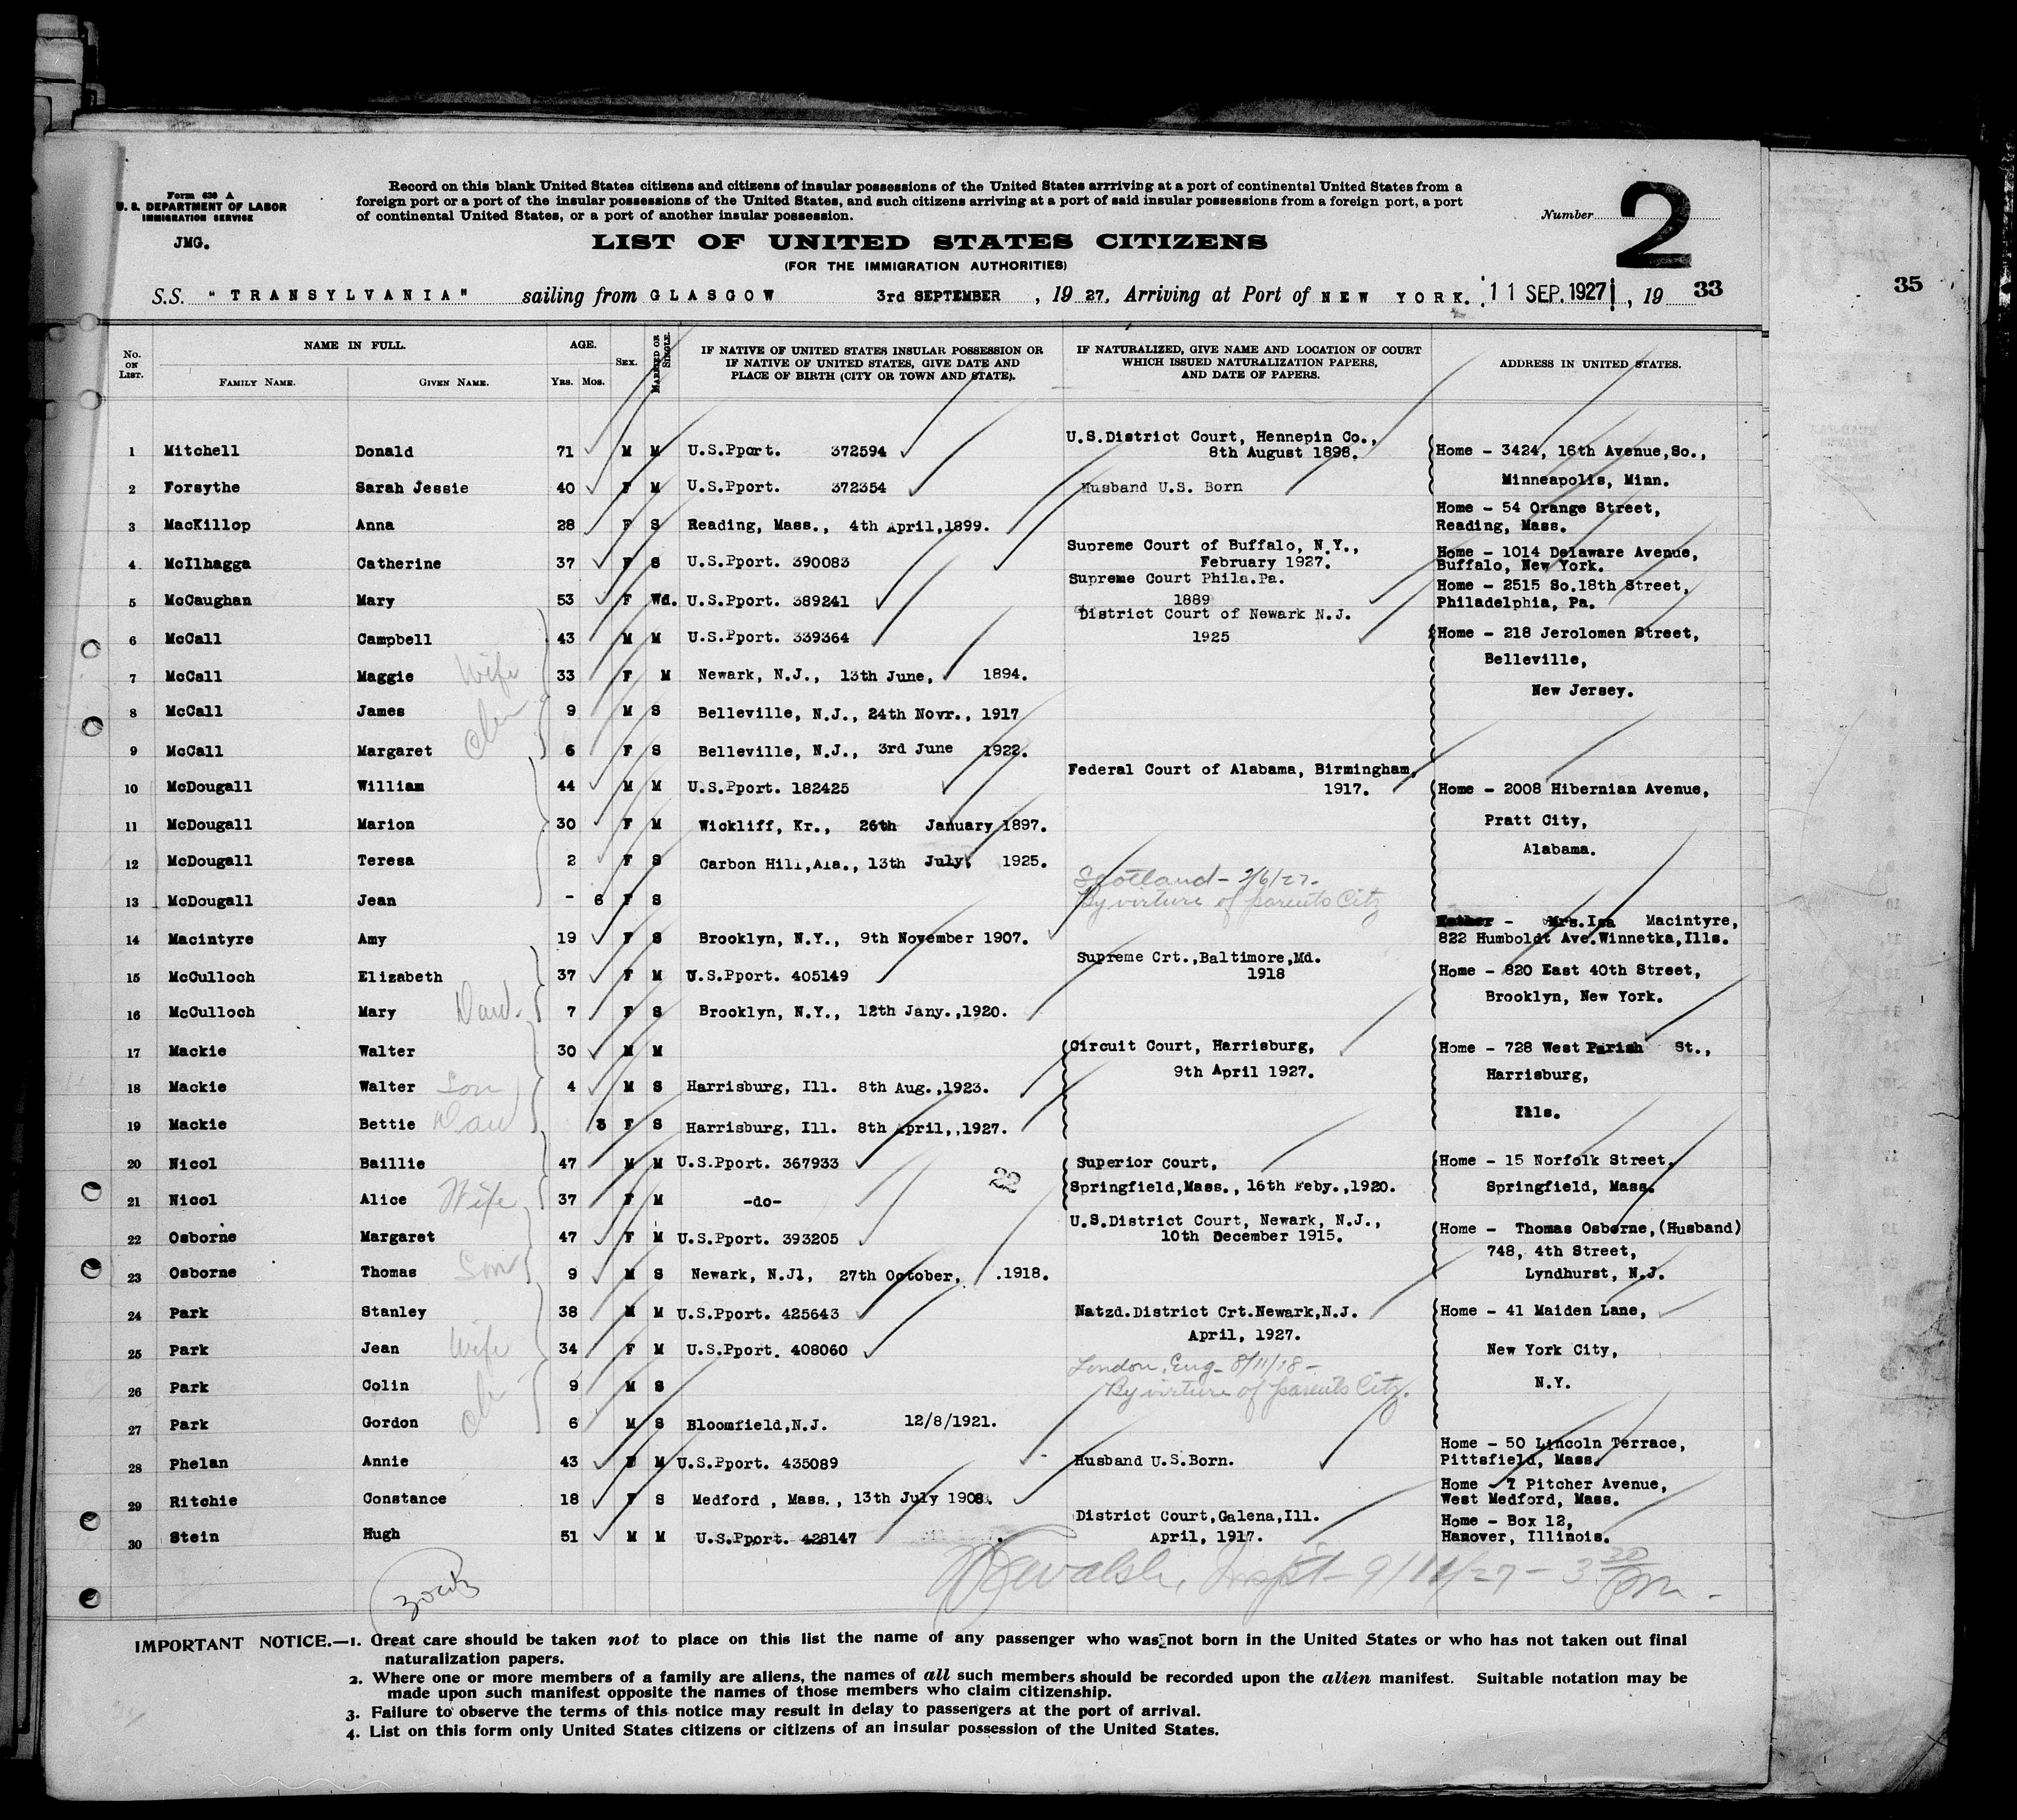 Form 630 A
U. S. DEPARTMENT OF LABOR
IMMIGRATION SERVICE
JMG.
Record on this blank United States citizens and citizens of insular possessions of the United States arrriving at a port of continental United States from a
foreign port or a port of the insular possessions of the United States, and such citizens arriving at a port of said insular possessions from a foreign port, a port
of continental United States, or a port of another insular possession.
Number 2
LIST OF UNITED STATES CITIZENS
(FOR THE IMMIGRATION AUTHORITIES)
S.S. "TRANSYLVANIA" sailing from GLASGOW 3rd SEPTEMBER, 19 27. Arriving at Port of NEW YORK. 11 SEP. 1927, 19 33
35
No. ON LIST. NAME IN FULL. AGE. SEX. MARRIED OR SINGLE. IF NATIVE OF UNITED STATES INSULAR POSSESSION OR IF NATIVE OF UNITED STATES, GIVE DATE AND PLACE OF BIRTH (CITY OR TOWN AND STATE). IF NATURALIZED, GIVE NAME AND LOCATION OF COURT WHICH ISSUED NATURALIZATION PAPERS, AND DATE OF PAPERS. ADDRESS IN UNITED STATES.
FAMILY NAME. GIVEN NAME. YRS. MOS.
1 Mitchell Donald 71 M M U.S.Pport. 372594 U.S.District Court, Hennepin Co., 8th August 1898. Home - 3424, 16th Avenue,So.,
2 Forsythe Sarah Jessie 40 F M U.S.Pport. 372354 Husband U.S. Born Minneapolis, Minn.
3 MacKillop Anna 28 F S Reading, Mass., 4th April,1899. Home - 54 Orange Street, Reading, Mass.
4 McIlhagga Catherine 37 F S U.S.Pport. 390083 Supreme Court of Buffalo, N.Y., February 1927. Home - 1014 Delaware Avenue, Buffalo, New York.
5 McCaughan Mary 53 F Wd. U.S.Pport. 389241 Supreme Court Phila.Pa. 1889 Home - 2515 So.18th Street, Philadelphia, Pa.
6 McCall Campbell 43 M M U.S.Pport. 339364 District Court of Newark N.J. 1925 Home - 218 Jerolomen Street,
7 McCall Maggie Wife 33 F M Newark, N.J., 13th June, 1894. Belleville,
New Jersey.
8 McCall James 9 M S Belleville, N.J., 24th Novr., 1917
9 McCall Margaret 6 F S Belleville, N.J., 3rd June 1922.
10 McDougall William 44 M M U.S.Pport. 182425 Federal Court of Alabama, Birmingham, 1917. Home - 2008 Hibernian Avenue,
11 McDougall Marion 30 F M Wickliff, Kr., 26th January 1897. Pratt City,
12 McDougall Teresa 2 F S Carbon Hill,Ala., 13th July, 1925. Alabama.
13 McDougall Jean - 6 F S Scotland - 2/6/27. By virture of parents Citz
14 Macintyre Amy 19 F S Brooklyn, N.Y., 9th November 1907. - Mrs.Isa Macintyre, 822 Humboldt Ave.Winnetka,Ills.
15 McCulloch Elizabeth 37 F M U.S.Pport. 405149 Supreme Crt.,Baltimore,Md. 1918 Home - 820 East 40th Street,
16 McCulloch Mary Dau. 7 F S Brooklyn, N.Y., 12th Jany.,1920. Brooklyn, New York.
17 Mackie Walter 30 M M Circuit Court, Harrisburg, 9th April 1927. Home - 728 West Parish St.,
18 Mackie Walter Son 4 M S Harrisburg, Ill. 8th Aug.,1923. Harrisburg,
19 Mackie Bettie Dau 3 F S Harrisburg, Ill. 8th April,,1927. Ills.
20 Nicol Baillie 47 M M U.S.Pport. 367933 Superior Court, Home - 15 Norfolk Street,
21 Nicol Alice Wife 37 F M -do- 22 Springfield,Mass., 16th Feby.,1920. Springfield, Mass.
22 Osborne Margaret 47 F M U.S.Pport. 393205 U.S.District Court, Newark, N.J., 10th December 1915. Home - Thomas Osborne,(Husband)
748, 4th Street,
23 Osborne Thomas Son 9 M S Newark, N.Jl, 27th October, .1918. Lyndhurst, N.J.
24 Park Stanley 38 M M U.S.Pport. 425643 Natzd.District Crt.Newark,N.J. April, 1927. Home - 41 Maiden Lane,
25 Park Jean Wife 34 F M U.S.Pport. 408060 New York City,
26 Park Colin 9 M S London, Eng - 8/11/18 - By virture of parents Citz. N.Y.
27 Park Gordon 6 M S Bloomfield,N.J. 12/8/1921.
28 Phelan Annie 43 F M U.S.Pport. 435089 Husband U.S.Born. Home - 50 Lincoln Terrace, Pittsfield, Mass.
29 Ritchie Constance 18 F S Medford , Mass., 13th July 1908. Home - 7 Pitcher Avenue, West Medford, Mass.
30 Stein Hugh 51 M M U.S.Pport. 428147 District Court,Galena,Ill. April, 1917. Home - Box 12, Hanover, Illinois.
IMPORTANT NOTICE.—1. Great care should be taken not to place on this list the name of any passenger who was not born in the United States or who has not taken out final
naturalization papers.
2. Where one or more members of a family are aliens, the names of all such members should be recorded upon the alien manifest. Suitable notation may be
made upon such manifest opposite the names of those members who claim citizenship.
3. Failure to observe the terms of this notice may result in delay to passengers at the port of arrival.
4. List on this form only United States citizens or citizens of an insular possession of the United States.